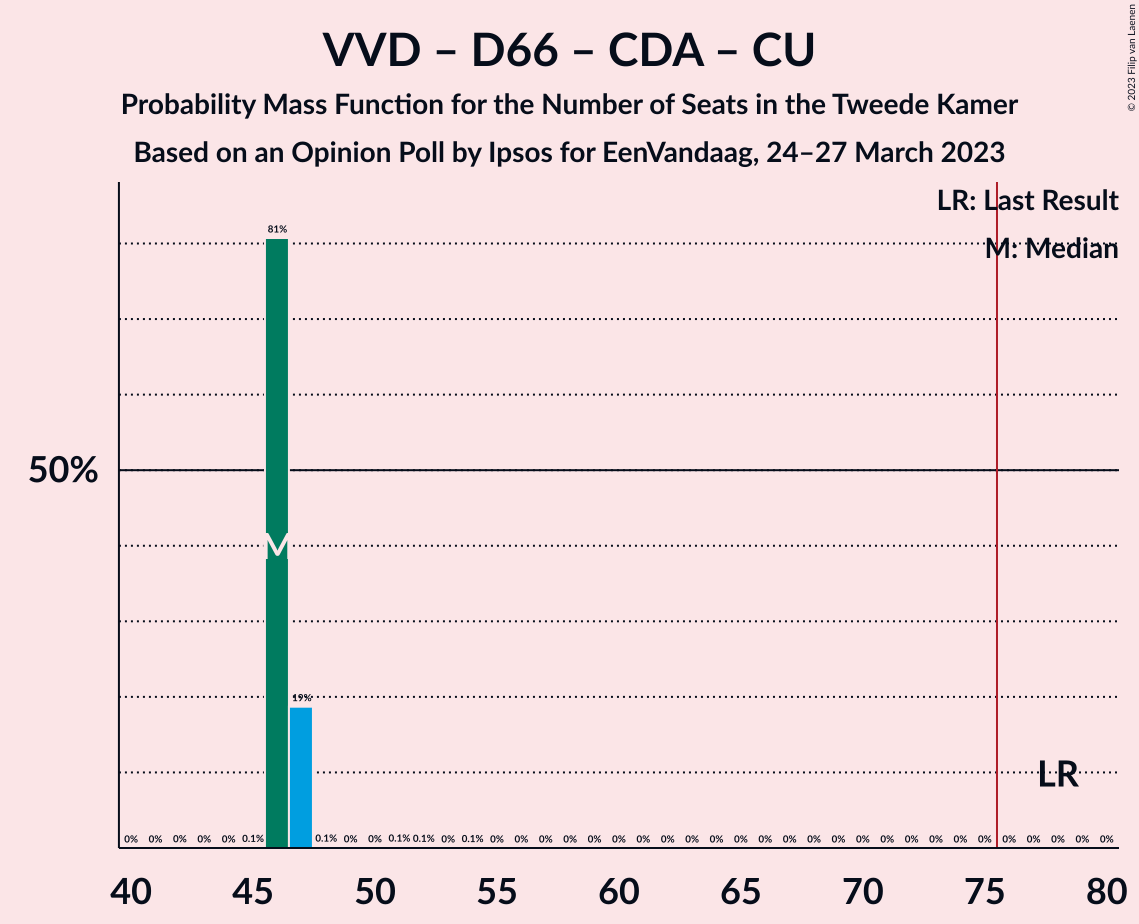 VVD – D66 – CDA – CU
Probability Mass Function for the Number of Seats in the Tweede Kamer
Based on an Opinion Poll by Ipsos for EenVandaag, 24–27 March 2023
© 2023 Filip van Laenen
LR: Last Result
M: Median
81%
50%
M
19%
LR
0% 0% 0% 0% 0% 0.1% 0.1% 0% 0% 0.1% 0.1% 0% 0.1% 0% 0% 0% 0% 0% 0% 0% 0% 0% 0% 0% 0% 0% 0% 0% 0% 0% 0% 0% 0% 0% 0% 0% 0% 0% 0%
40 45 50 55 60 65 70 75 80